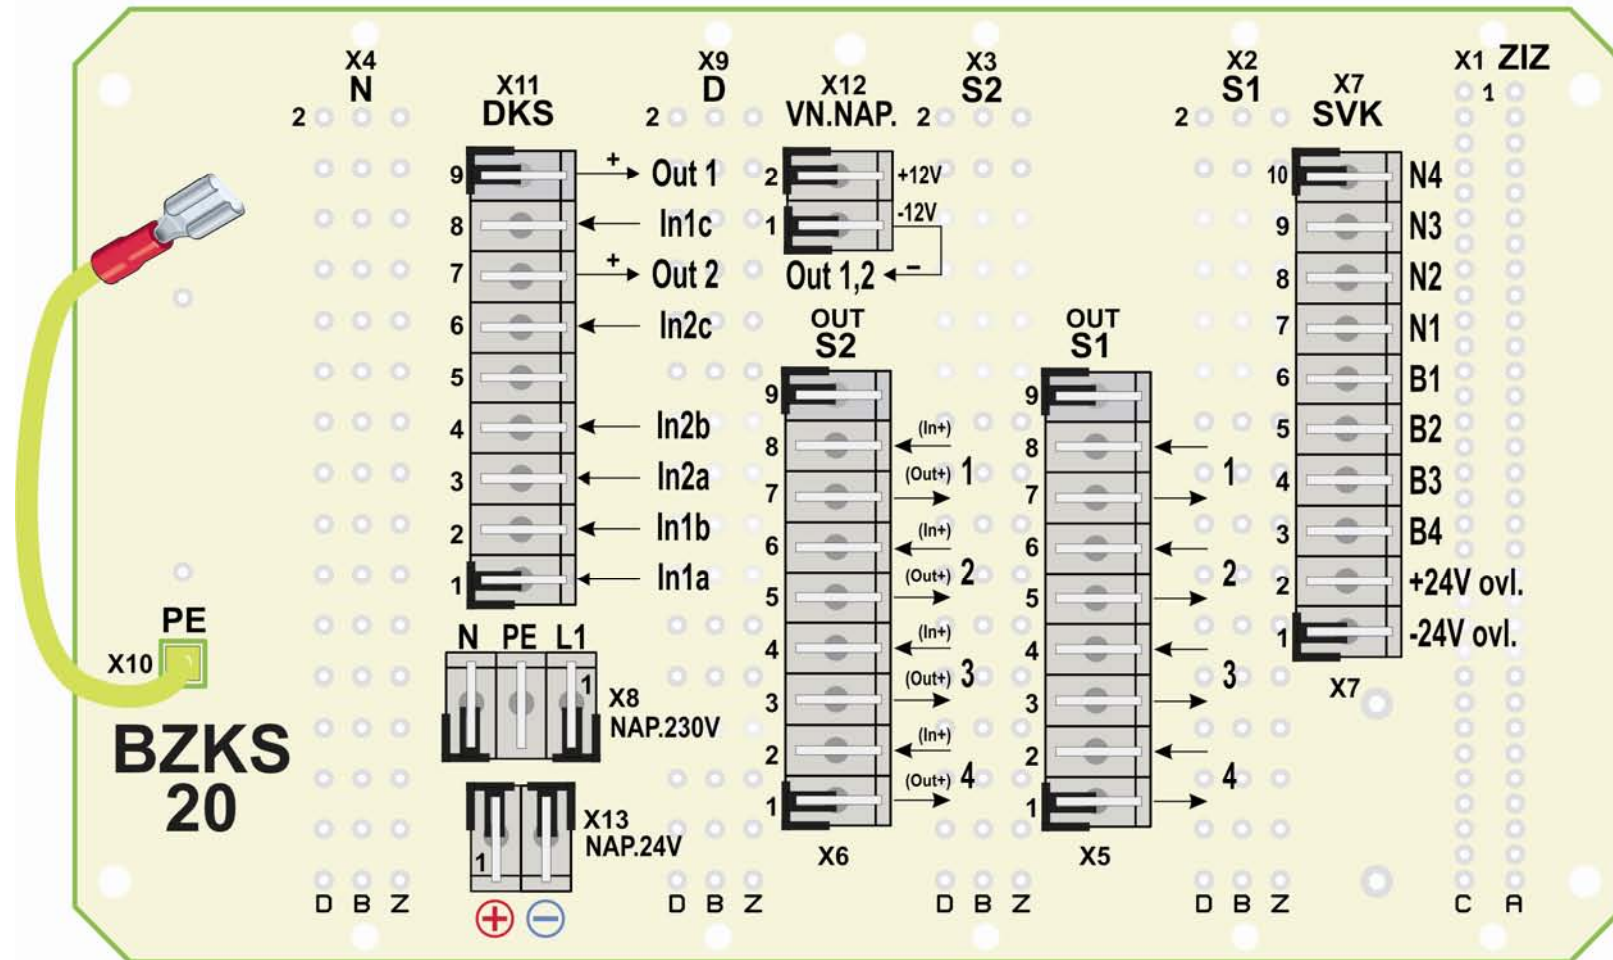 X4
N
2
X11
DKS
9
+
Out 1
8
In1c
7
+
Out 2
6
In2c
5
4
In2b
3
In2a
2
In1b
1
In1a
X9
D
2
X12
VN.NAP.
2
+12V
1
-12V
Out 1,2
–
X3
S2
2
X2
S1
2
X7
SVK
10 N4
9 N3
8 N2
7 N1
6 B1
5 B2
4 B3
3 B4
2 +24V ovl.
1 -24V ovl.
X7
X1 ZIZ
1
OUT
S2
9
8 (In+)
1
7 (Out+)
6 (In+)
2
5 (Out+)
4 (In+)
3
3 (Out+)
2 (In+)
4
1 (Out+)
X6
OUT
S1
9
8
1
7
6
2
5
4
3
3
2
4
1
X5
PE
X10
BZKS
20
N PE L1
1
X8
NAP.230V
X13
NAP.24V
1
+ −
D B Z
D B Z
D B Z
D B Z
C A